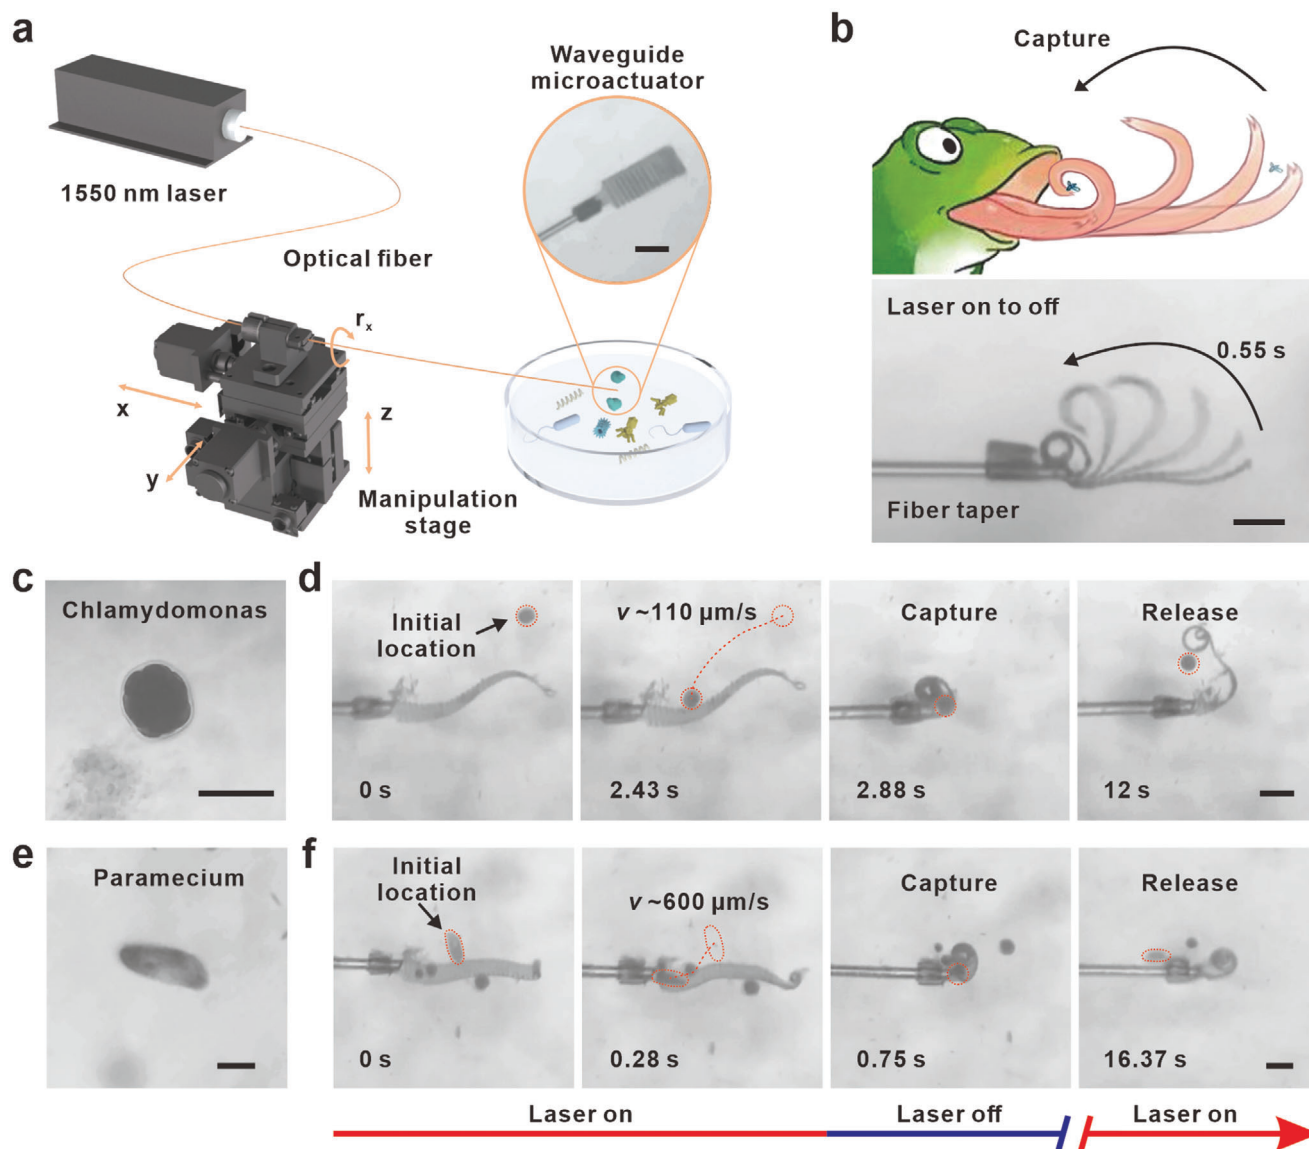 a
Waveguide
microactuator
1550 nm laser
Optical fiber
rx
x
y
z
Manipulation
stage
b
Capture
Laser on to off
0.55 s
Fiber taper
c
Chlamydomonas
d
Initial
location
0 s
v ~110 µm/s
2.43 s
Capture
2.88 s
Release
12 s
e
Paramecium
f
Initial
location
0 s
v ~600 µm/s
0.28 s
Capture
0.75 s
Release
16.37 s
Laser on
Laser off
Laser on